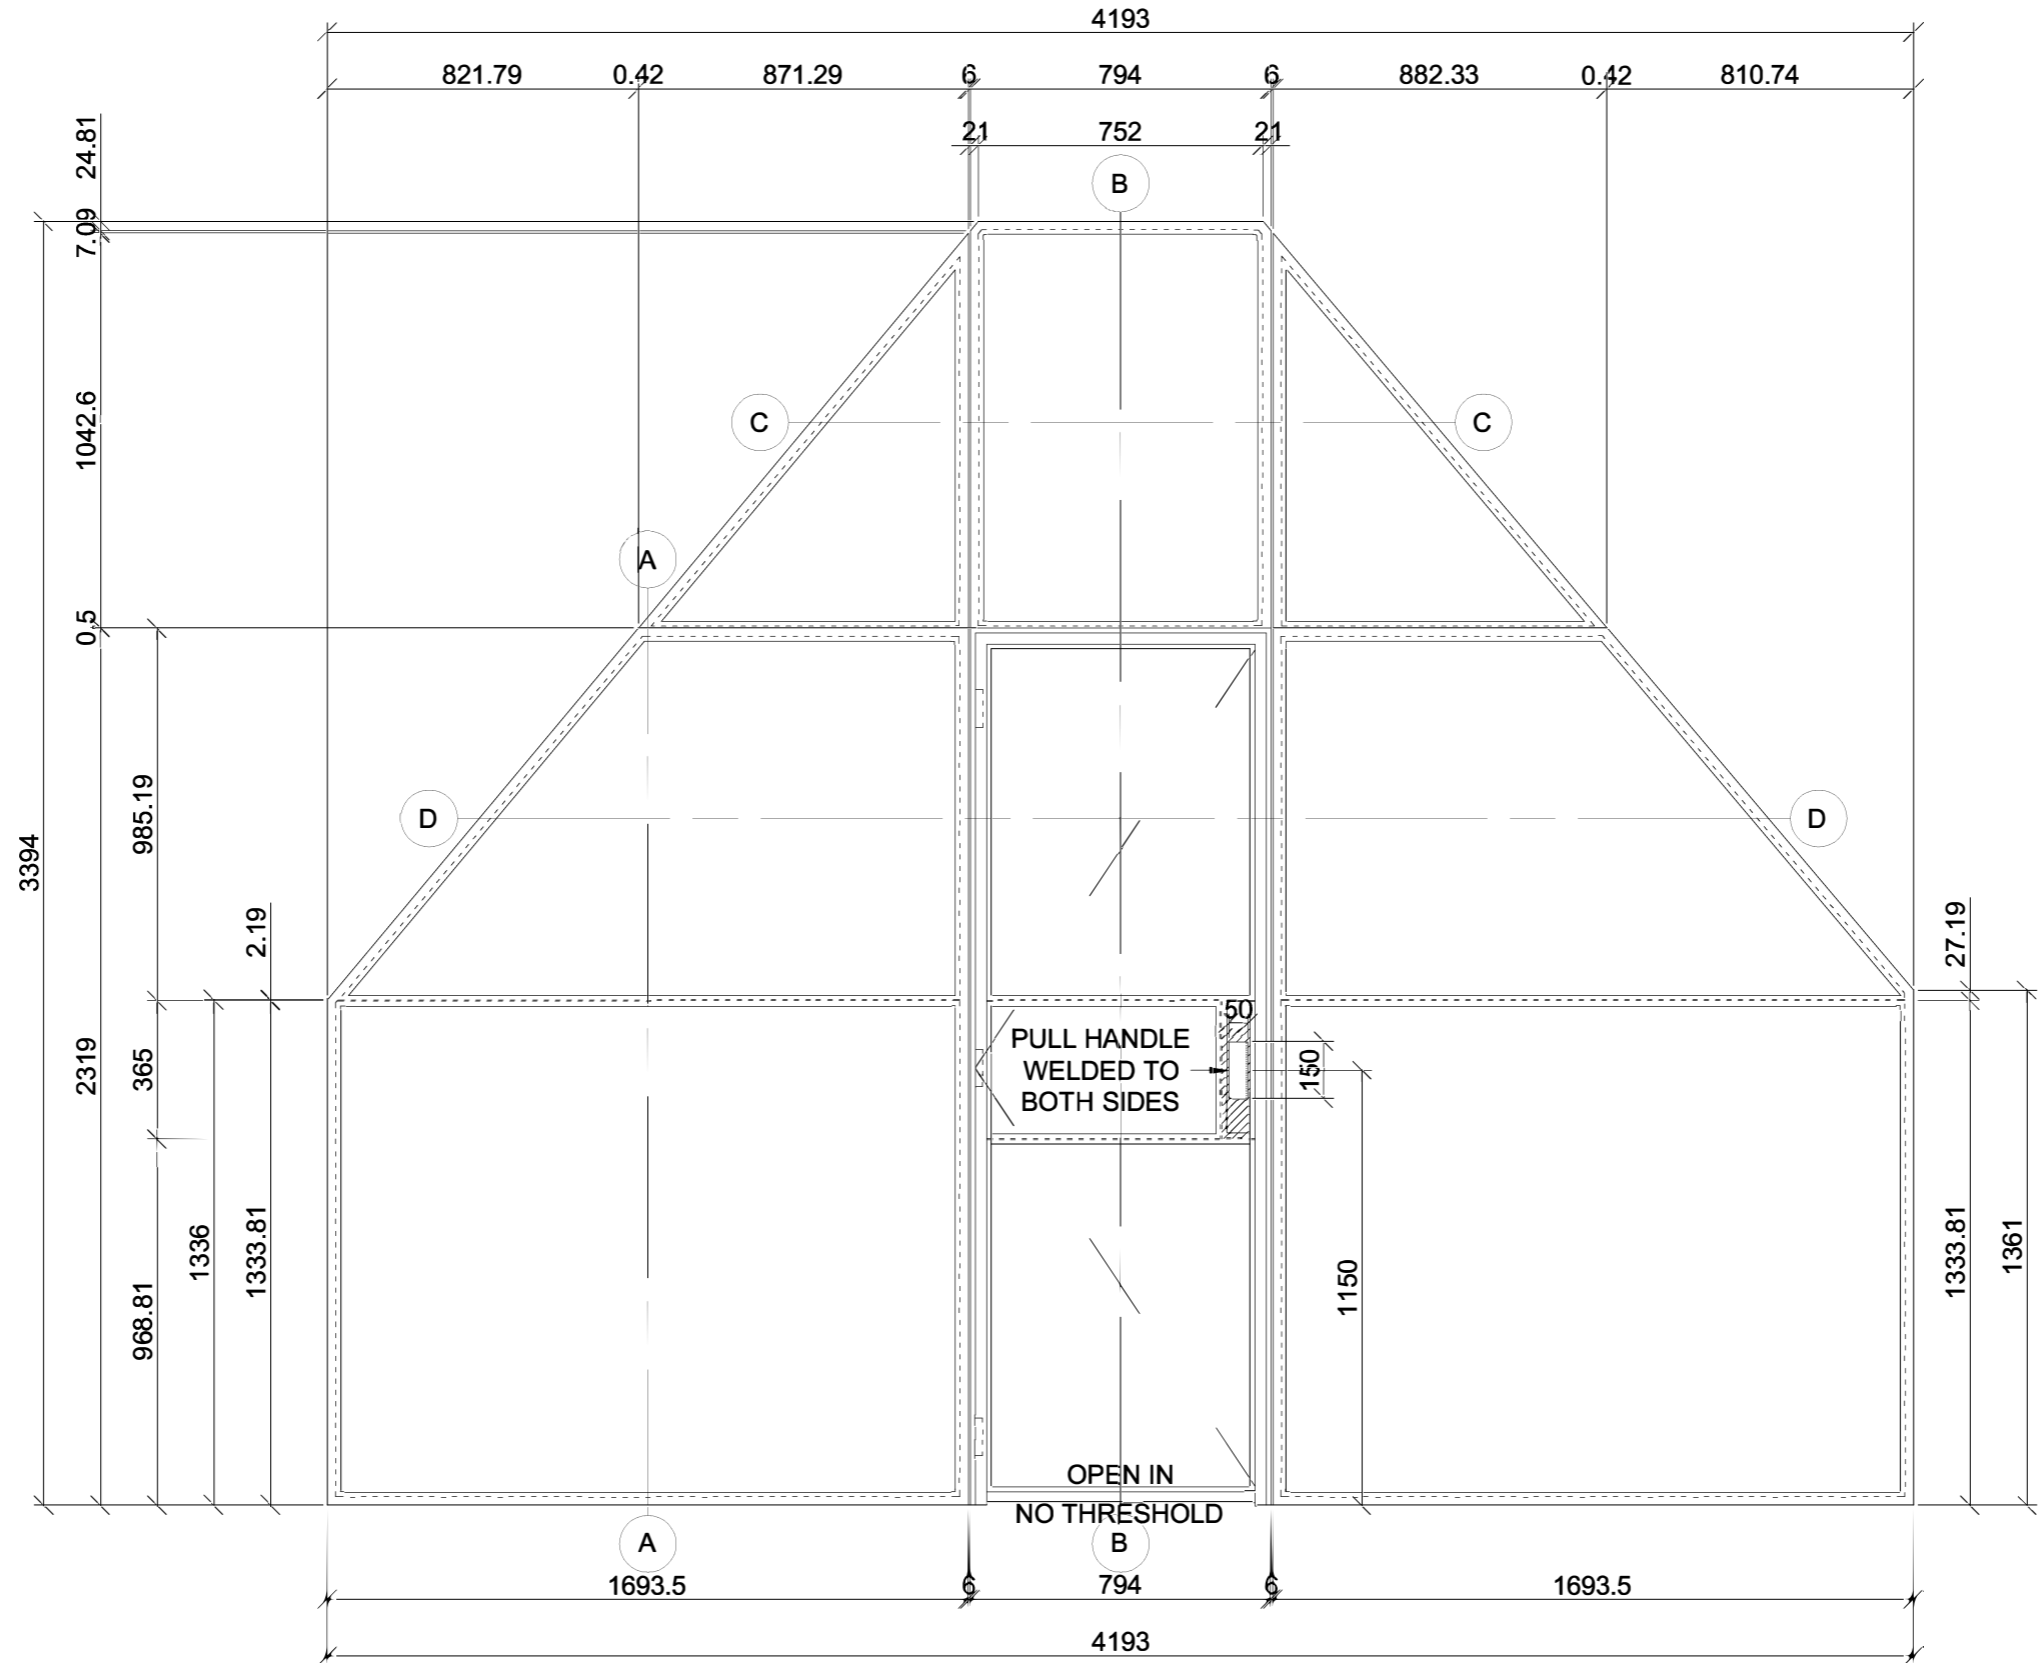 4193
821.79 0.42 871.29 6 794 6 882.33 0.42 810.74
21 752 21
24.81
B
7.09
C C
1042.6
A
0.5
D D
985.19
3394
2.19
27.19
50
PULL HANDLE
WELDED TO
BOTH SIDES
150
365
2319
1336
1333.81
968.81
1150
1333.81
1361
OPEN IN
NO THRESHOLD
A B
1693.5 6 794 6 1693.5
4193